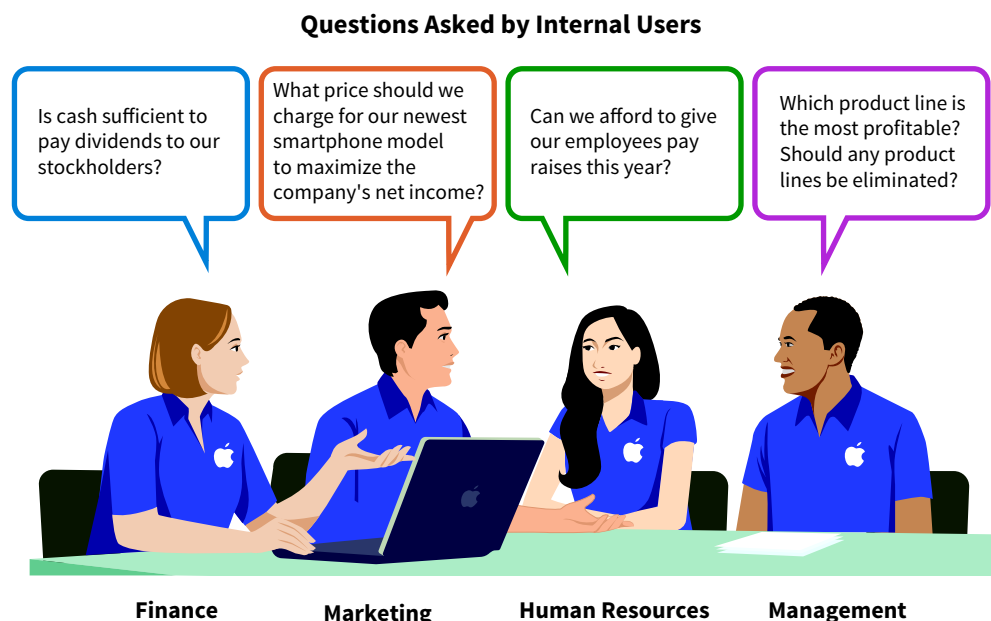 Questions Asked by Internal Users
Is cash sufficient to
pay dividends to our
stockholders?
What price should we
charge for our newest
smartphone model
to maximize the
company's net income?
Can we afford to give
our employees pay
raises this year?
Which product line is
the most profitable?
Should any product
lines be eliminated?
Finance
Marketing
Human Resources
Management